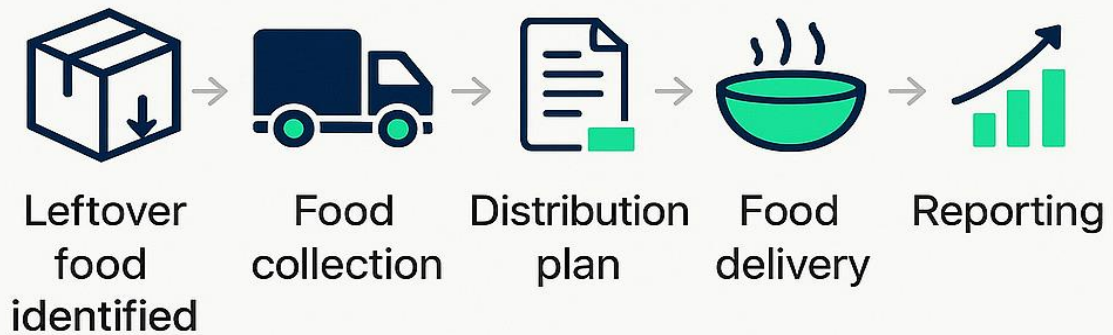 Leftover
food
identified
Food
collection
Distribution
plan
Food
delivery
Reporting